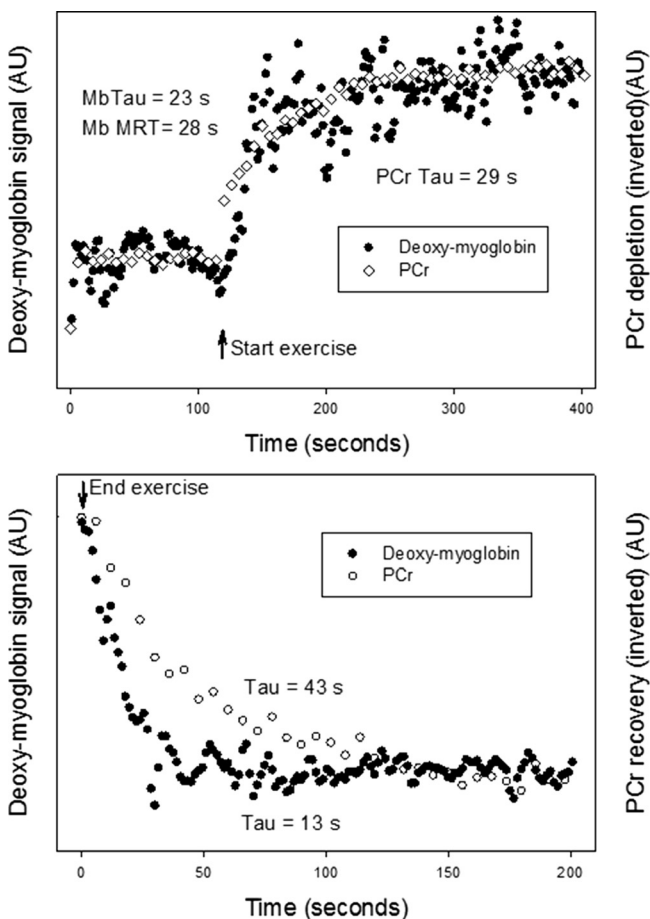 Deoxy-myoglobin signal (AU)
MbTau = 23 s
Mb MRT= 28 s
PCr Tau = 29 s
Deoxy-myoglobin
PCr
Start exercise
PCr depletion (inverted)(AU)
0 100 200 300 400
Time (seconds)
Deoxy-myoglobin signal (AU)
End exercise
Deoxy-myoglobin
PCr
Tau = 43 s
Tau = 13 s
PCr recovery (inverted) (AU)
0 50 100 150 200
Time (seconds)